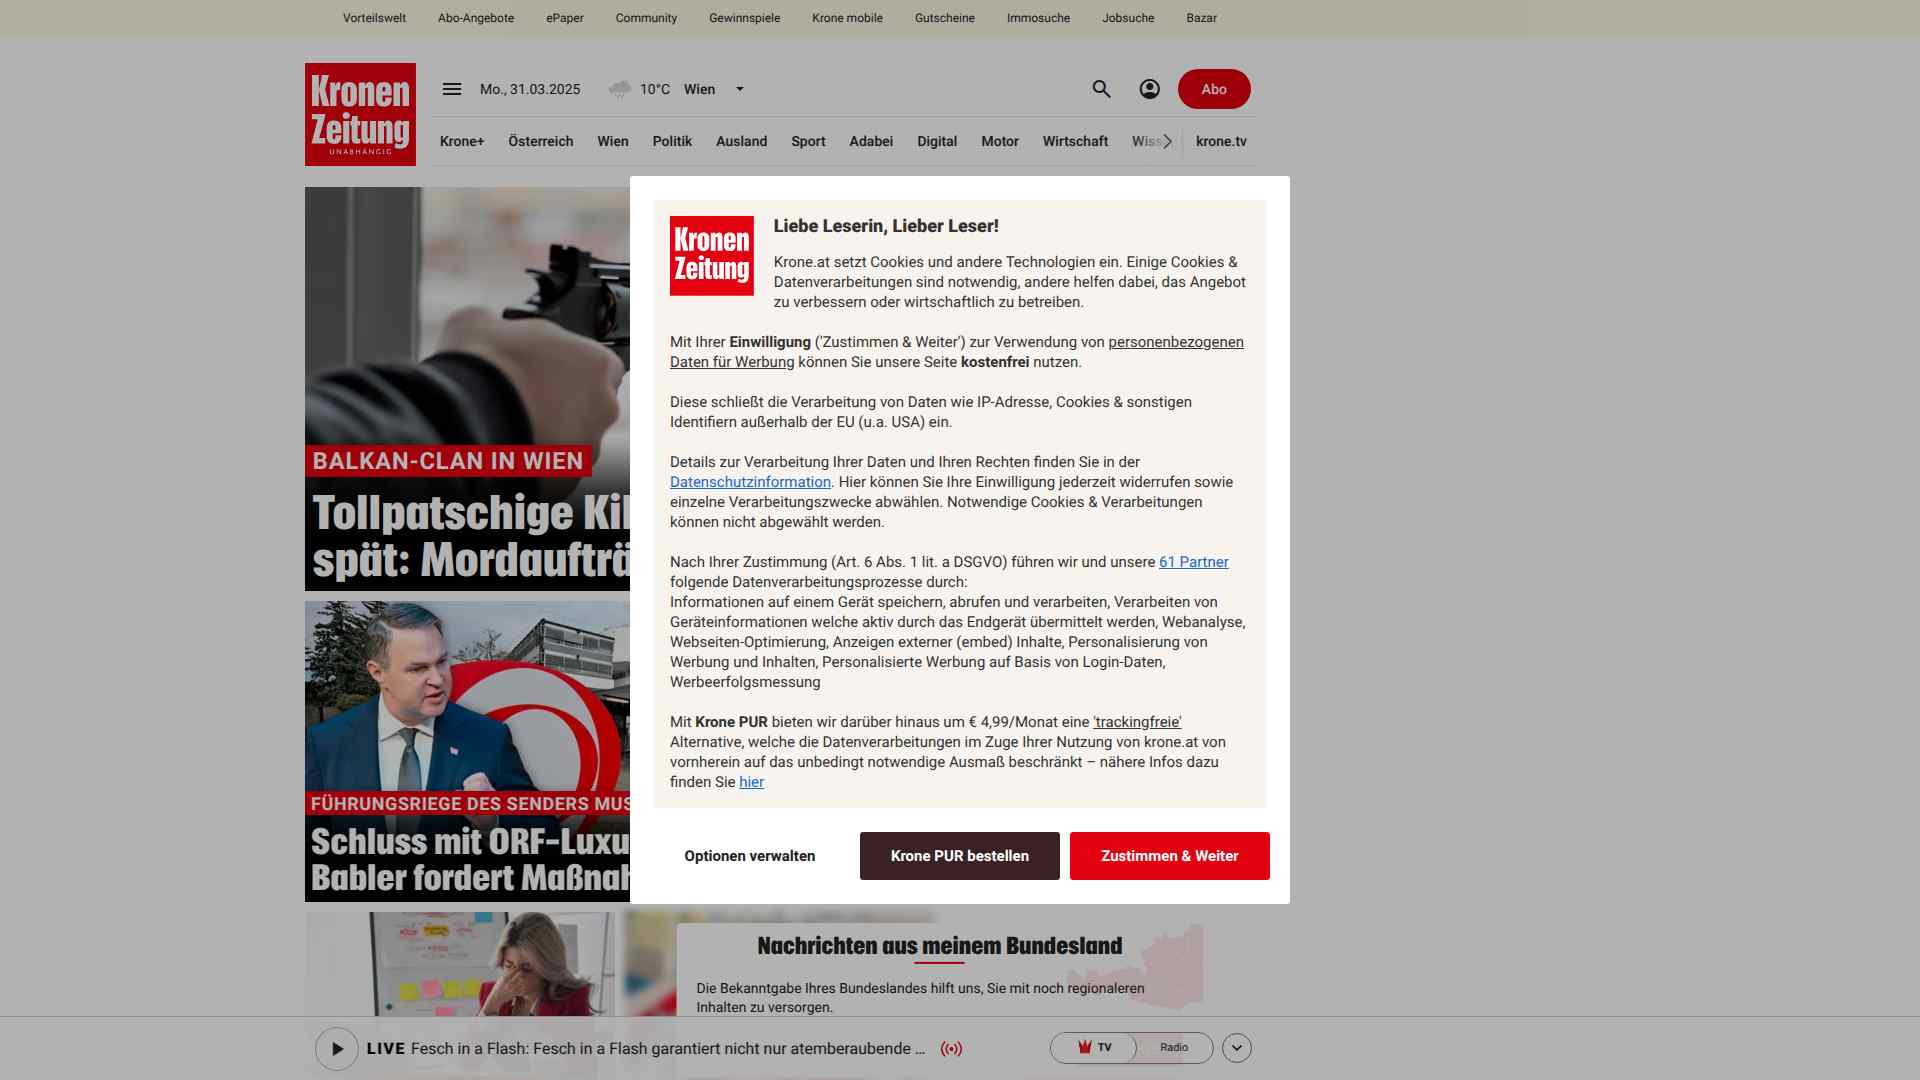 Vorteilswelt Abo-Angebote ePaper Community Gewinnspiele Krone mobile Gutscheine Immosuche Jobsuche Bazar
Kronen
Zeitung
UNABHÄNGIG
Mo., 31.03.2025 10°C Wien Abo
Krone+ Österreich Wien Politik Ausland Sport Adabei Digital Motor Wirtschaft Wiss krone.tv
BALKAN-CLAN IN WIEN
Tollpatschige Kil
spät: Mordaufträ
FÜHRUNGSRIEGE DES SENDERS MUS
Schluss mit ORF-Luxu
Babler fordert Maßnah
Kronen
Zeitung
Liebe Leserin, Lieber Leser!
Krone.at setzt Cookies und andere Technologien ein. Einige Cookies &
Datenverarbeitungen sind notwendig, andere helfen dabei, das Angebot
zu verbessern oder wirtschaftlich zu betreiben.
Mit Ihrer Einwilligung ('Zustimmen & Weiter') zur Verwendung von personenbezogenen
Daten für Werbung können Sie unsere Seite kostenfrei nutzen.
Diese schließt die Verarbeitung von Daten wie IP-Adresse, Cookies & sonstigen
Identifiern außerhalb der EU (u.a. USA) ein.
Details zur Verarbeitung Ihrer Daten und Ihren Rechten finden Sie in der
Datenschutzinformation. Hier können Sie Ihre Einwilligung jederzeit widerrufen sowie
einzelne Verarbeitungszwecke abwählen. Notwendige Cookies & Verarbeitungen
können nicht abgewählt werden.
Nach Ihrer Zustimmung (Art. 6 Abs. 1 lit. a DSGVO) führen wir und unsere 61 Partner
folgende Datenverarbeitungsprozesse durch:
Informationen auf einem Gerät speichern, abrufen und verarbeiten, Verarbeiten von
Geräteinformationen welche aktiv durch das Endgerät übermittelt werden, Webanalyse,
Webseiten-Optimierung, Anzeigen externer (embed) Inhalte, Personalisierung von
Werbung und Inhalten, Personalisierte Werbung auf Basis von Login-Daten,
Werbeerfolgsmessung
Mit Krone PUR bieten wir darüber hinaus um € 4,99/Monat eine 'trackingfreie'
Alternative, welche die Datenverarbeitungen im Zuge Ihrer Nutzung von krone.at von
vornherein auf das unbedingt notwendige Ausmaß beschränkt – nähere Infos dazu
finden Sie hier
Optionen verwalten Krone PUR bestellen Zustimmen & Weiter
Nachrichten aus meinem Bundesland
Die Bekanntgabe Ihres Bundeslandes hilft uns, Sie mit noch regionaleren
Inhalten zu versorgen.
LIVE Fesch in a Flash: Fesch in a Flash garantiert nicht nur atemberaubende ... TV Radio